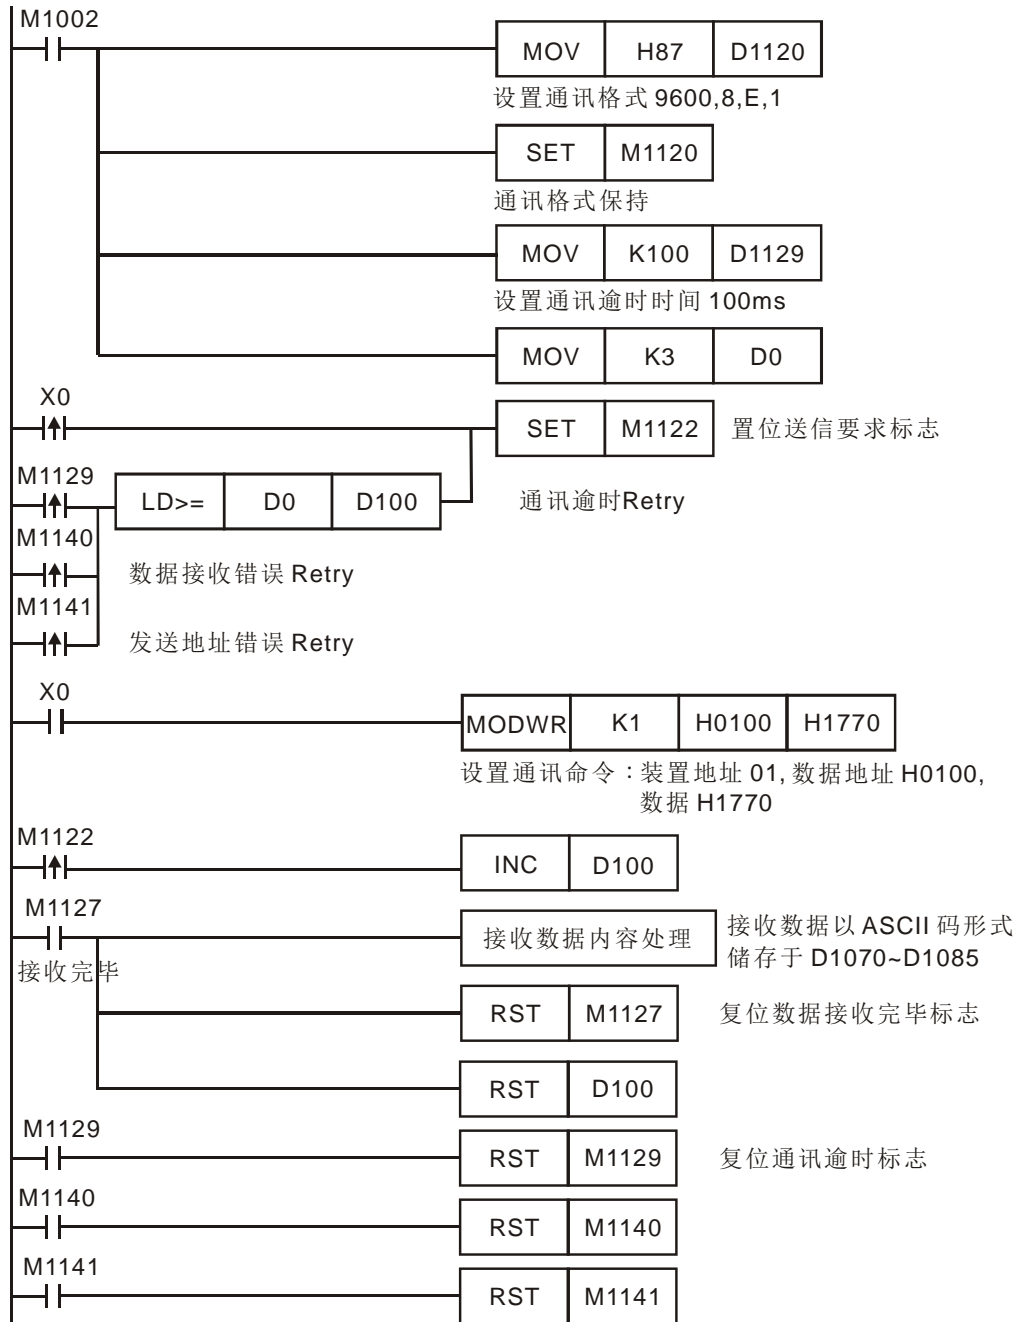 M1002
MOV H87 D1120
设置通讯格式 9600,8,E,1
SET M1120
通讯格式保持
MOV K100 D1129
设置通讯逾时时间 100ms
MOV K3 D0
X0
SET M1122 置位送信要求标志
M1129
LD>= D0 D100 通讯逾时Retry
M1140
数据接收错误 Retry
M1141
发送地址错误 Retry
X0
MODWR K1 H0100 H1770
设置通讯命令：装置地址 01, 数据地址 H0100,
数据 H1770
M1122
INC D100
M1127
接收数据内容处理 接收数据以 ASCII 码形式
储存于 D1070~D1085
接收完毕
RST M1127 复位数据接收完毕标志
RST D100
M1129
RST M1129 复位通讯逾时标志
M1140
RST M1140
M1141
RST M1141